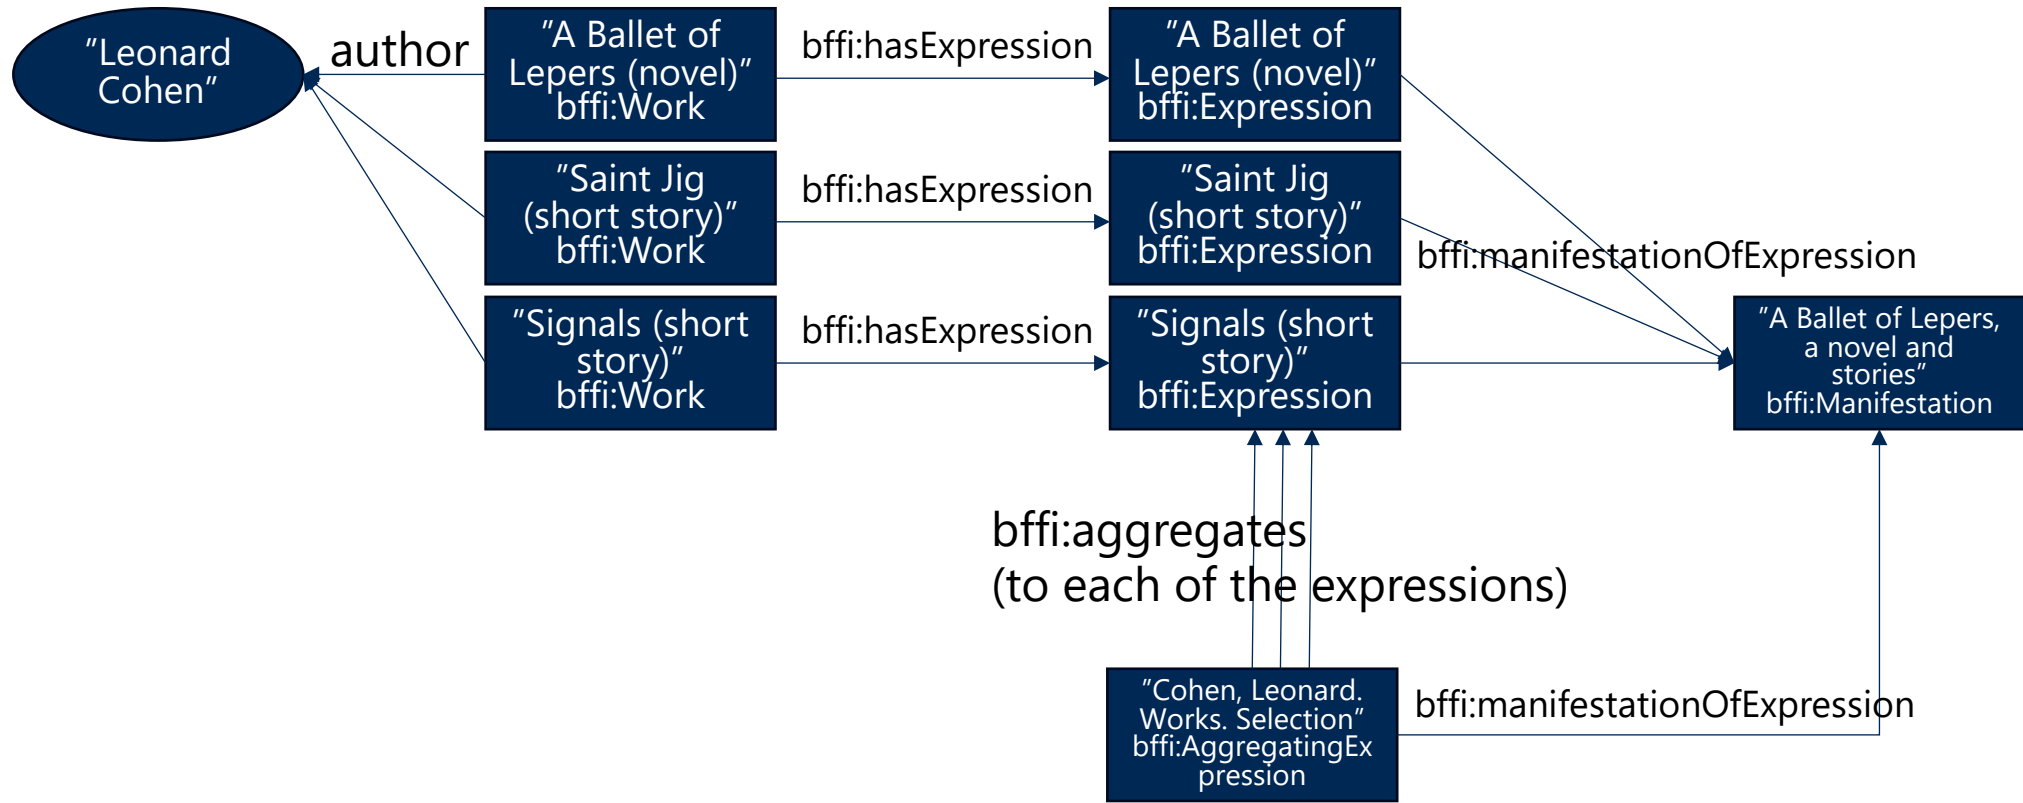 "Leonard
Cohen"
author
"A Ballet of
Lepers (novel)"
bffi:Work
bffi:hasExpression
"A Ballet of
Lepers (novel)"
bffi:Expression
"Saint Jig
(short story)"
bffi:Work
bffi:hasExpression
"Saint Jig
(short story)"
bffi:Expression
bffi:manifestationOfExpression
"Signals (short
story)"
bffi:Work
bffi:hasExpression
"Signals (short
story)"
bffi:Expression
"A Ballet of Lepers,
a novel and
stories"
bffi:Manifestation
bffi:aggregates
(to each of the expressions)
"Cohen, Leonard.
Works. Selection"
bffi:AggregatingEx
pression
bffi:manifestationOfExpression